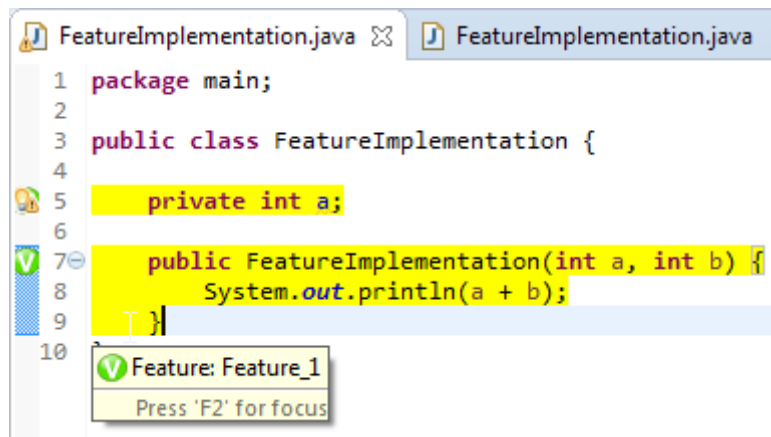 FeatureImplementation.java FeatureImplementation.java
1 package main;
2
3 public class FeatureImplementation {
4
5 private int a;
6
7 public FeatureImplementation(int a, int b) {
8 System.out.println(a + b);
9 }
10
V Feature: Feature_1
Press 'F2' for focus